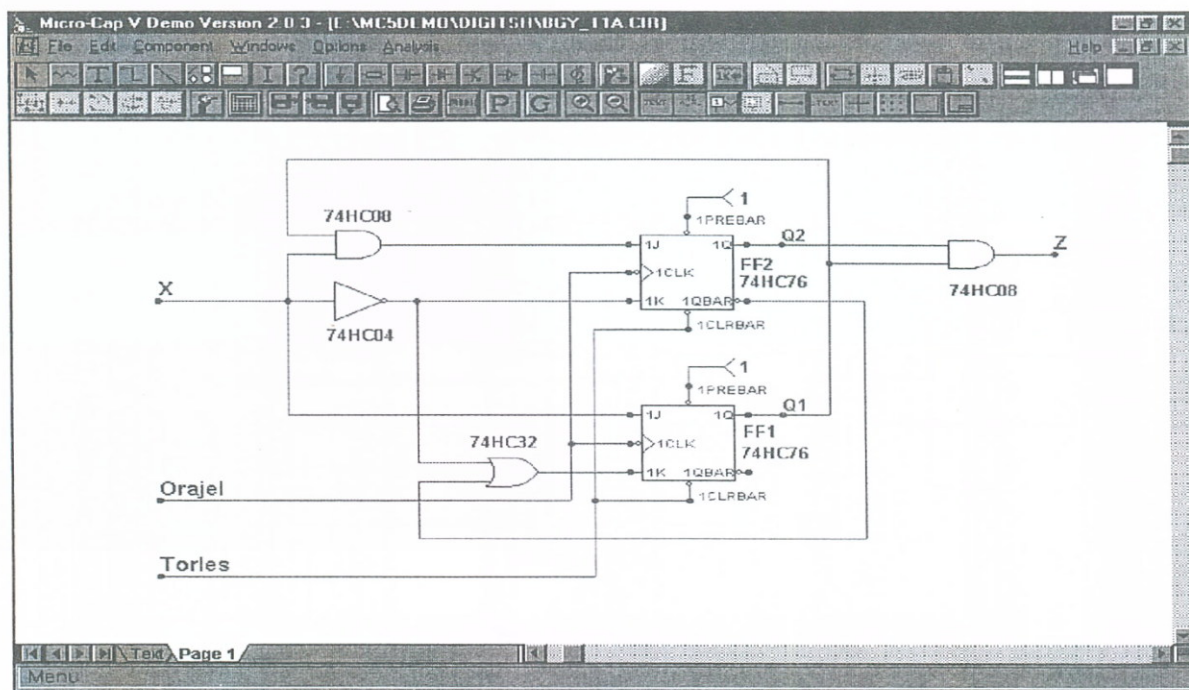 Micro-Cap V Demo Version 2.0.3 - [E:\MC5DEMO\DIGITSH\BGY_T1A.CIR]
File Edit Component Windows Options Analysis Help
1
74HC08
1PREBAR
1J 1Q Q2 Z
1CLK FF2
74HC76
74HC08
X
1K 1QBAR
74HC04
1CLRBAR
1
1PREBAR
1J 1Q Q1
74HC32
1CLK FF1
74HC76
1K 1QBAR
Orajel
1CLRBAR
Torles
Text Page 1
Menu